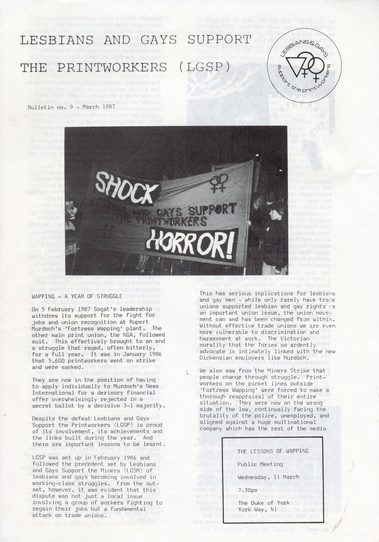 LESBIANS AND GAYS SUPPORT
THE PRINTWORKERS (LGSP)
LESBIANS & GAYS
support the printworkers
Bulletin no. 9 - March 1987
SHOCK
LESBIANS AND GAYS SUPPORT
THE PRINTWORKERS
HORROR!
WAPPING - A YEAR OF STRUGGLE
On 5 February 1987 Sogat's leadership
withdrew its support for the fight for
jobs and union recognition at Rupert
Murdoch's 'Fortress Wapping' plant. The
other main print union, the NGA, followed
suit. This effectively brought to an end
a struggle that raged, often bitterly,
for a full year. It was in January 1986
that 5,600 printworkers went on strike
and were sacked.
They are now in the position of having
to apply individually to Murdoch's News
International for a derisory financial
offer overwhelmingly rejected in a
secret ballot by a decisive 3-1 majority.
Despite the defeat Lesbians and Gays
Support the Printworkers (LGSP) is proud
of its involvement, its achievements and
the links built during the year. And
there are important lessons to be learnt.
LGSP was set up in February 1986 and
followed the precedent set by Lesbians
and Gays Support the Miners (LGSM) of
lesbians and gays becoming involved in
working-class struggles. From the out-
set, however, it was evident that this
dispute was not just a local issue
involving a group of workers fighting to
regain their jobs but a fundamental
attack on trade unions.
This has serious implications for lesbians
and gay men - while only rarely have trade
unions supported lesbian and gay rights as
an important issue, the union move-
ment can and has been changed from within.
Without effective trade unions we are even
more vulnerable to discrimination and
harassment at work. The Victorian
morality that the Tories so ardently
advocate is intimately linked with the new
Dickensian employers like Murdoch.
We also saw from the Miners Strike that
people change through struggle. Print-
workers on the picket lines outside
'Fortress Wapping' were forced to make a
thorough reappraisal of their entire
situation. They were now on the wrong
side of the law, continually facing the
brutality of the police, unemployed, and
aligned against a huge multinational
company which has the rest of the media
THE LESSONS OF WAPPING
Public Meeting
Wednesday, 11 March
7.30pm
The Duke of York
York Way, N1